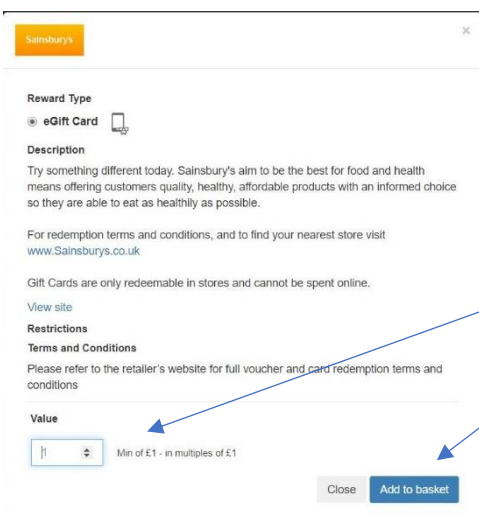 Sainsbury's
×
Reward Type
eGift Card
Description
Try something different today. Sainsbury's aim to be the best for food and health
means offering customers quality, healthy, affordable products with an informed choice
so they are able to eat as healthily as possible.
For redemption terms and conditions, and to find your nearest store visit
www.Sainsburys.co.uk
Gift Cards are only redeemable in stores and cannot be spent online.
View site
Restrictions
Terms and Conditions
Please refer to the retailer's website for full voucher and card redemption terms and
conditions
Value
1 Min of £1 - in multiples of £1
Close Add to basket